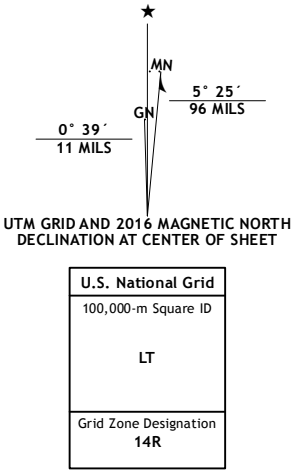 MN
5° 25´
96 MILS
GN
0° 39´
11 MILS
UTM GRID AND 2016 MAGNETIC NORTH
DECLINATION AT CENTER OF SHEET
U.S. National Grid
100,000-m Square ID
LT
Grid Zone Designation
14R